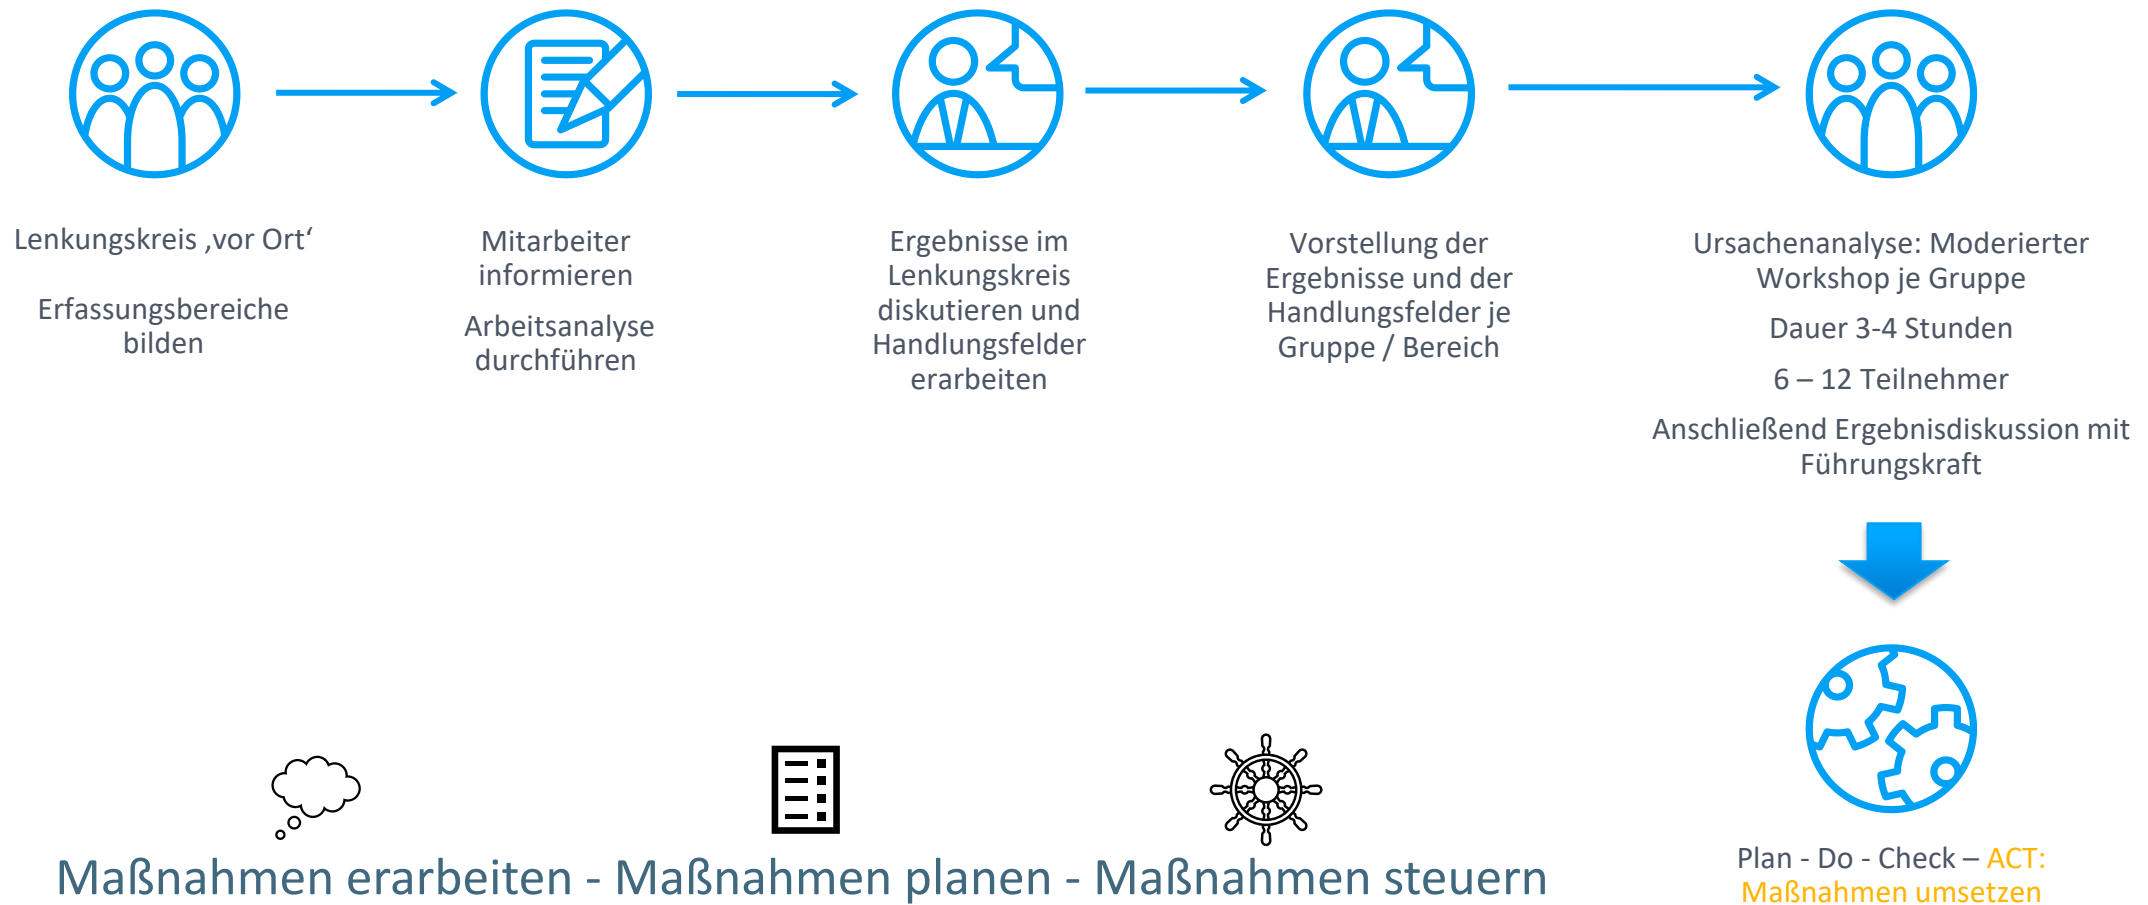 Lenkungskreis ‚vor Ort‘
Erfassungsbereiche
bilden
Mitarbeiter
informieren
Arbeitsanalyse
durchführen
Ergebnisse im
Lenkungskreis
diskutieren und
Handlungsfelder
erarbeiten
Vorstellung der
Ergebnisse und der
Handlungsfelder je
Gruppe / Bereich
Ursachenanalyse: Moderierter
Workshop je Gruppe
Dauer 3-4 Stunden
6 – 12 Teilnehmer
Anschließend Ergebnisdiskussion mit
Führungskraft
Maßnahmen erarbeiten - Maßnahmen planen - Maßnahmen steuern
Plan - Do - Check – ACT:
Maßnahmen umsetzen